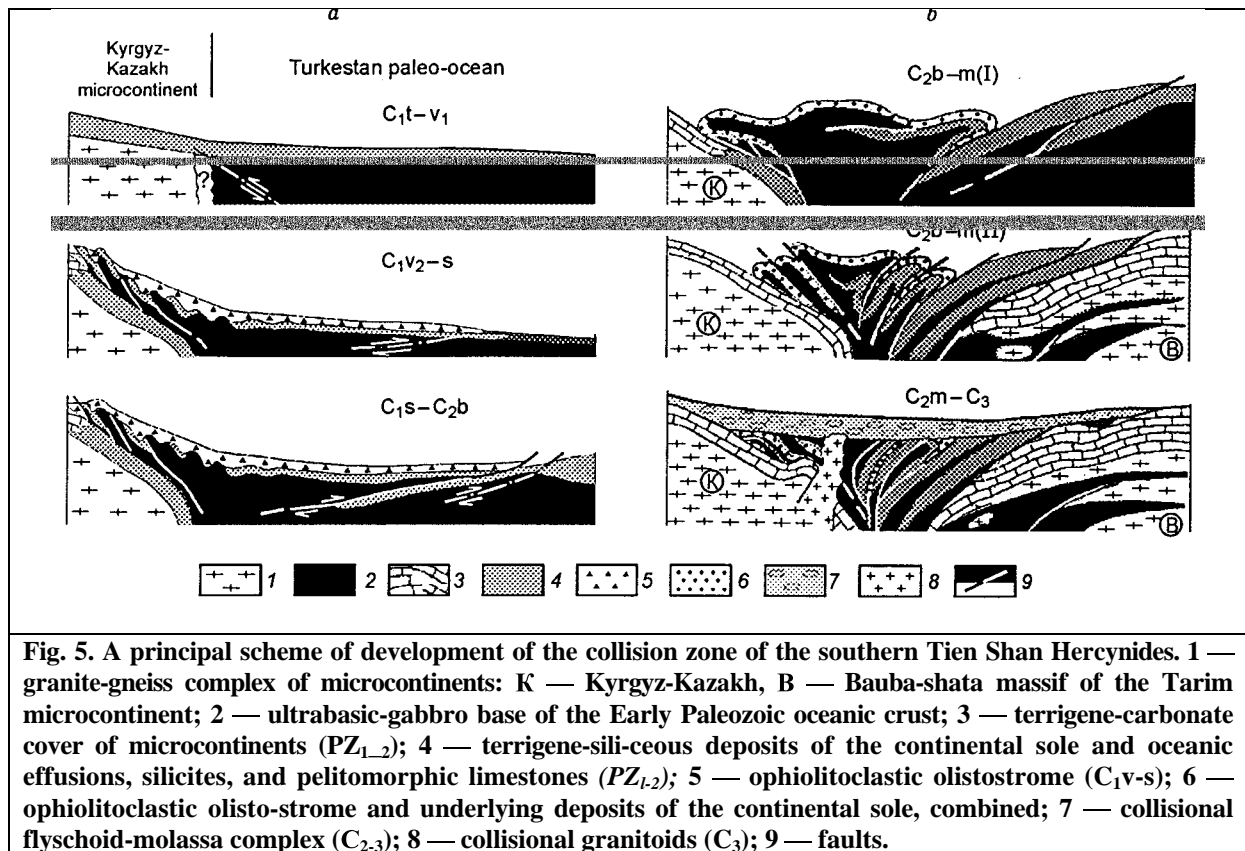 a
b
Kyrgyz-
Kazakh
microcontinent
Turkestan paleo-ocean
C₁t–v₁
?
C₁v₂–s
C₁s–C₂b
C₂b–m(I)
K
C₂b–m(II)
K
B
C₂m–C₃
K
B
1 2 3 4 5 6 7 8 9
Fig. 5. A principal scheme of development of the collision zone of the southern Tien Shan Hercynides. 1 —
granite-gneiss complex of microcontinents: K — Kyrgyz-Kazakh, B — Bauba-shata massif of the Tarim
microcontinent; 2 — ultrabasic-gabbro base of the Early Paleozoic oceanic crust; 3 — terrigene-carbonate
cover of microcontinents (PZ₁_₂); 4 — terrigene-sili-ceous deposits of the continental sole and oceanic
effusions, silicites, and pelitomorphic limestones (PZ_l-2); 5 — ophiolitoclastic olistostrome (C₁v-s); 6 —
ophiolitoclastic olisto-strome and underlying deposits of the continental sole, combined; 7 — collisional
flyschoid-molassa complex (C₂₋₃); 8 — collisional granitoids (C₃); 9 — faults.